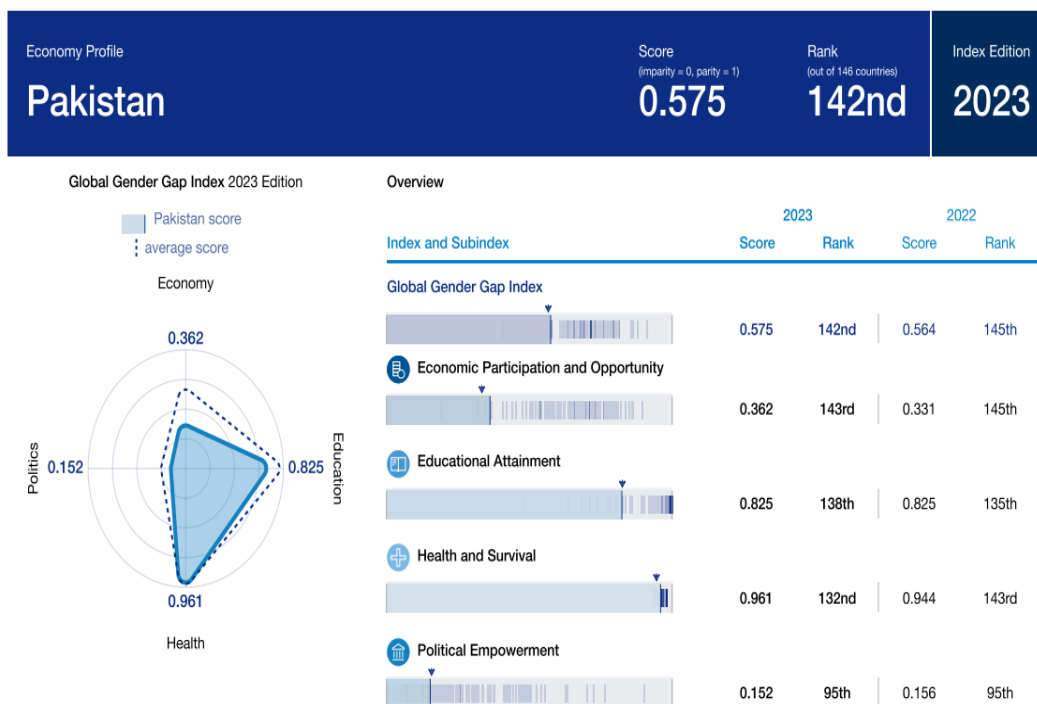 Economy Profile
Pakistan
Score
(imparity = 0, parity = 1)
0.575
Rank
(out of 146 countries)
142nd
Index Edition
2023
Global Gender Gap Index 2023 Edition
Pakistan score
average score
Economy
0.362
Politics
0.152
0.825
Education
0.961
Health
Overview
2023 2022
Index and Subindex Score Rank Score Rank
Global Gender Gap Index
0.575 142nd 0.564 145th
Economic Participation and Opportunity
0.362 143rd 0.331 145th
Educational Attainment
0.825 138th 0.825 135th
Health and Survival
0.961 132nd 0.944 143rd
Political Empowerment
0.152 95th 0.156 95th